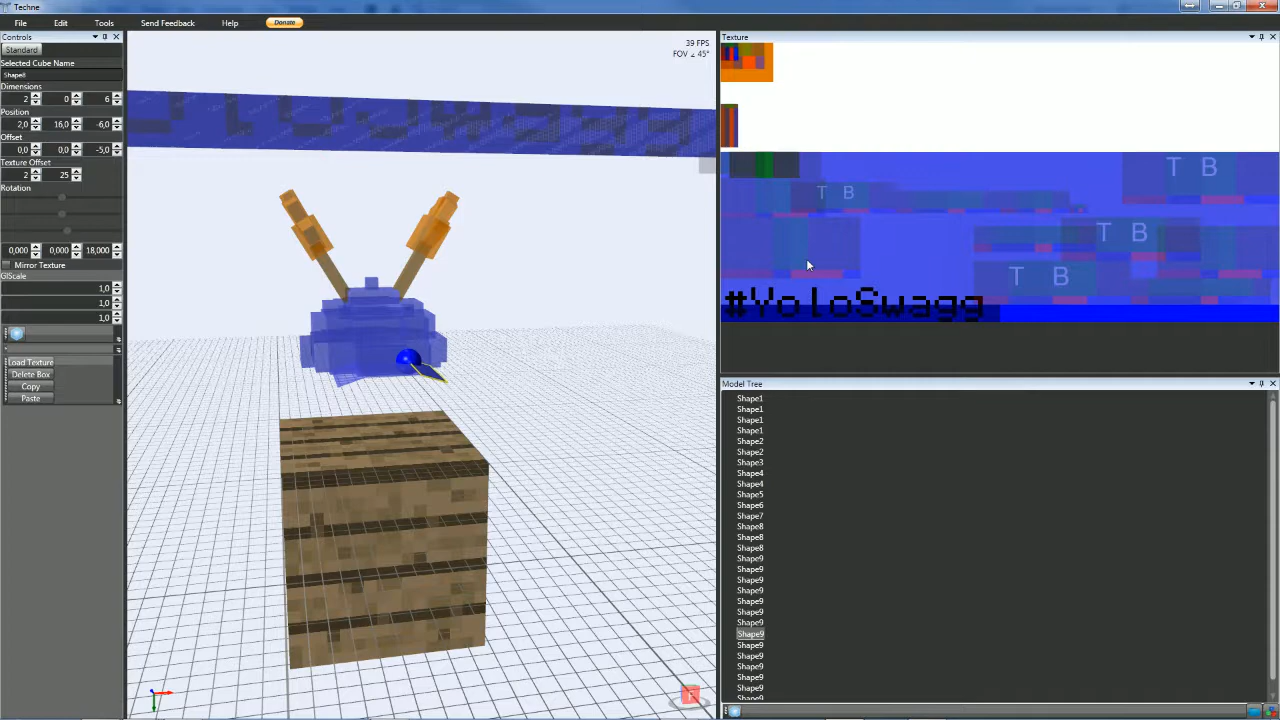 Techne
File Edit Tools Send Feedback Help Donate
Controls
Standard
Selected Cube Name
Shape8
Dimensions
2 0 6
Position
2,0 16,0 -6,0
Offset
0,0 0,0 -5,0
Texture Offset
2 25
Rotation
0,000 0,000 18,000
Mirror Texture
GlScale
1,0
1,0
1,0
Load Texture
Delete Box
Copy
Paste
39 FPS
FOV ∠ 45°
Texture
T B
T B
T B
T B
#YoloSwagg
Model Tree
Shape1
Shape1
Shape1
Shape1
Shape2
Shape2
Shape3
Shape4
Shape4
Shape5
Shape6
Shape7
Shape8
Shape8
Shape8
Shape9
Shape9
Shape9
Shape9
Shape9
Shape9
Shape9
Shape9
Shape9
Shape9
Shape9
Shape9
Shape9
Shape9